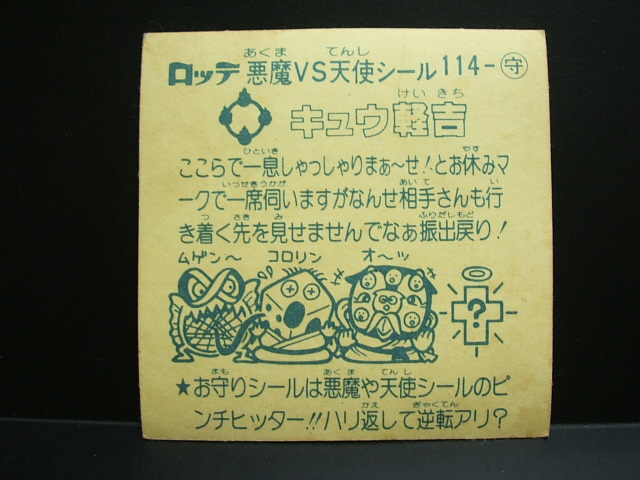 ロッテ 悪魔VS天使シール 114-守
あくま てんし
キュウ軽吉
けい きち
ここらで一息しゃっしゃりまぁ〜せ!とお休みマ
ひといき やす
ークで一席伺いますがなんせ相手さんも行
いっせきうかが あいて い
き着く先を見せませんでなぁ振出戻り!
つ さき み ふりだしもど
ムゲン〜 コロリン オ〜ッ
?
★お守りシールは悪魔や天使シールのピ
まも あくま てんし
ンチヒッター!!ハリ返して逆転アリ?
かえ ぎゃくてん